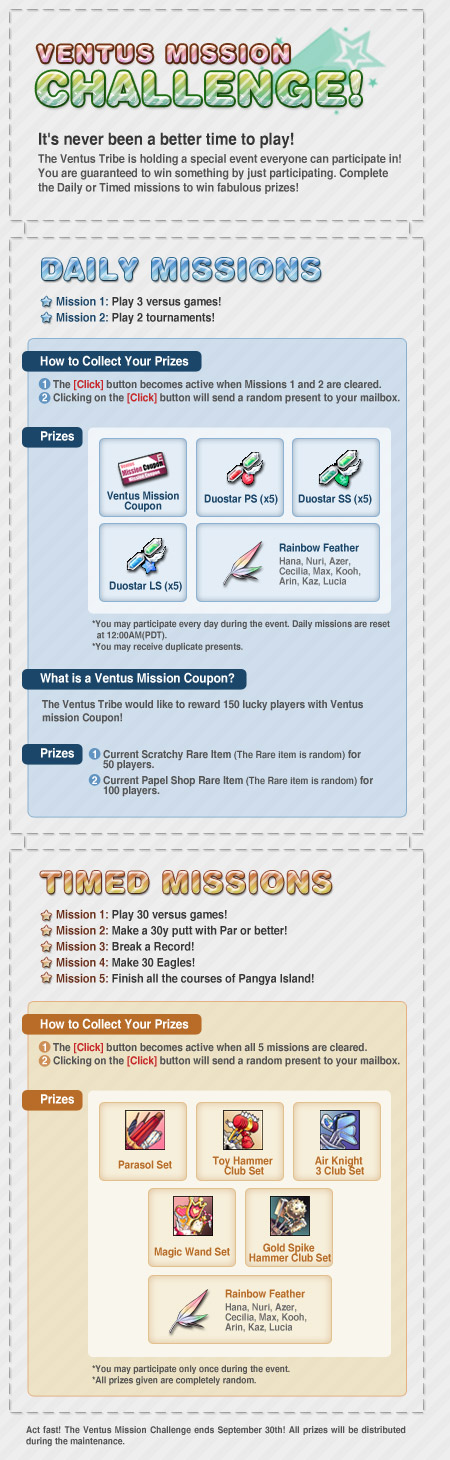 VENTUS MISSION
CHALLENGE!
It's never been a better time to play!
The Ventus Tribe is holding a special event everyone can participate in!
You are guaranteed to win something by just participating. Complete
the Daily or Timed missions to win fabulous prizes!
DAILY MISSIONS
Mission 1: Play 3 versus games!
Mission 2: Play 2 tournaments!
How to Collect Your Prizes
1 The [Click] button becomes active when Missions 1 and 2 are cleared.
2 Clicking on the [Click] button will send a random present to your mailbox.
Prizes
Ventus
Mission Coupon
Ventus Mission
Coupon
Duostar PS (x5)
Duostar SS (x5)
Duostar LS (x5)
Rainbow Feather
Hana, Nuri, Azer,
Cecilia, Max, Kooh,
Arin, Kaz, Lucia
*You may participate every day during the event. Daily missions are reset
at 12:00AM(PDT).
*You may receive duplicate presents.
What is a Ventus Mission Coupon?
The Ventus Tribe would like to reward 150 lucky players with Ventus
mission Coupon!
Prizes
1 Current Scratchy Rare Item (The Rare item is random) for
50 players.
2 Current Papel Shop Rare Item (The Rare item is random) for
100 players.
TIMED MISSIONS
Mission 1: Play 30 versus games!
Mission 2: Make a 30y putt with Par or better!
Mission 3: Break a Record!
Mission 4: Make 30 Eagles!
Mission 5: Finish all the courses of Pangya Island!
How to Collect Your Prizes
1 The [Click] button becomes active when all 5 missions are cleared.
2 Clicking on the [Click] button will send a random present to your mailbox.
Prizes
Parasol Set
Toy Hammer
Club Set
Air Knight
3 Club Set
Magic Wand Set
Gold Spike
Hammer Club Set
Rainbow Feather
Hana, Nuri, Azer,
Cecilia, Max, Kooh,
Arin, Kaz, Lucia
*You may participate only once during the event.
*All prizes given are completely random.
Act fast! The Ventus Mission Challenge ends September 30th! All prizes will be distributed
during the maintenance.